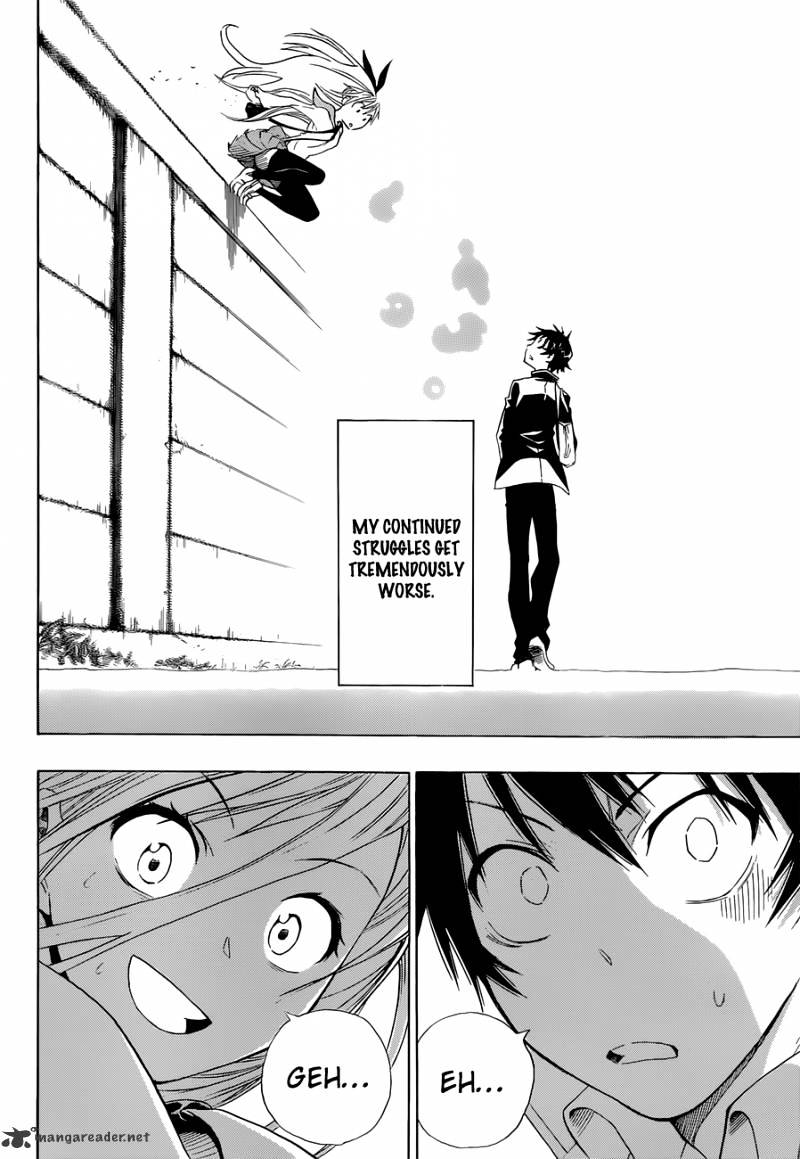 MY CONTINUED
STRUGGLES GET
TREMENDOUSLY
WORSE.
EH...
GEH...
mangareader.net